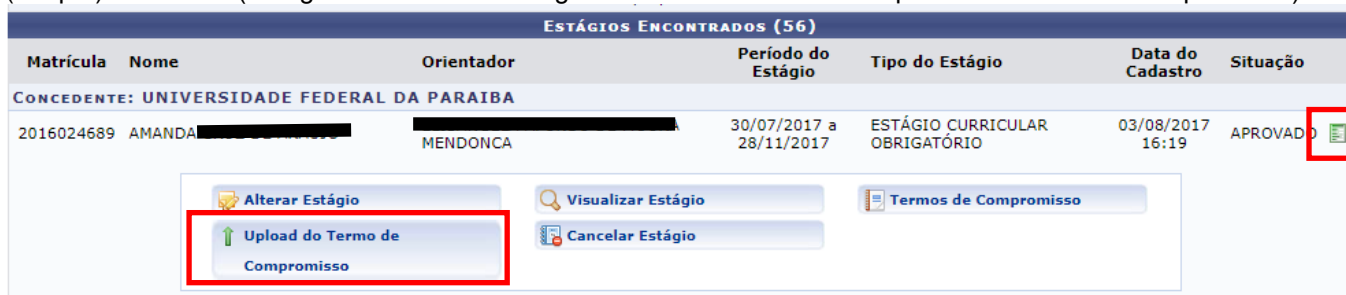 ESTÁGIOS ENCONTRADOS (56)
Matrícula Nome Orientador Período do Estágio Tipo do Estágio Data do Cadastro Situação
CONCEDENTE: UNIVERSIDADE FEDERAL DA PARAIBA
2016024689 AMANDA MENDONCA 30/07/2017 a 28/11/2017 ESTÁGIO CURRICULAR OBRIGATÓRIO 03/08/2017 16:19 APROVADO
Alterar Estágio Visualizar Estágio Termos de Compromisso
Upload do Termo de Compromisso Cancelar Estágio